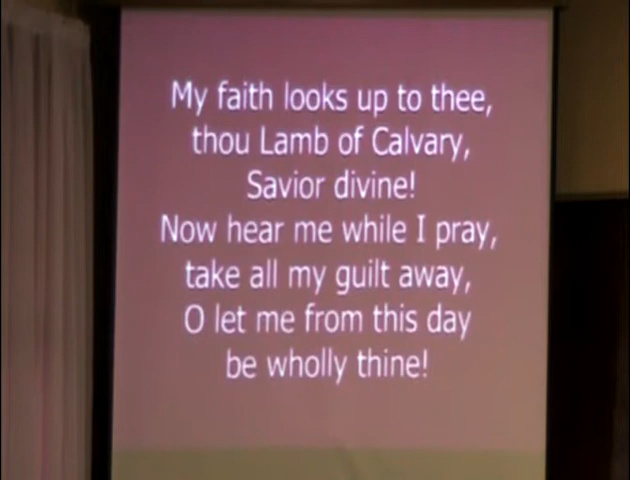 My faith looks up to thee,
thou Lamb of Calvary,
Savior divine!
Now hear me while I pray,
take all my guilt away,
O let me from this day
be wholly thine!